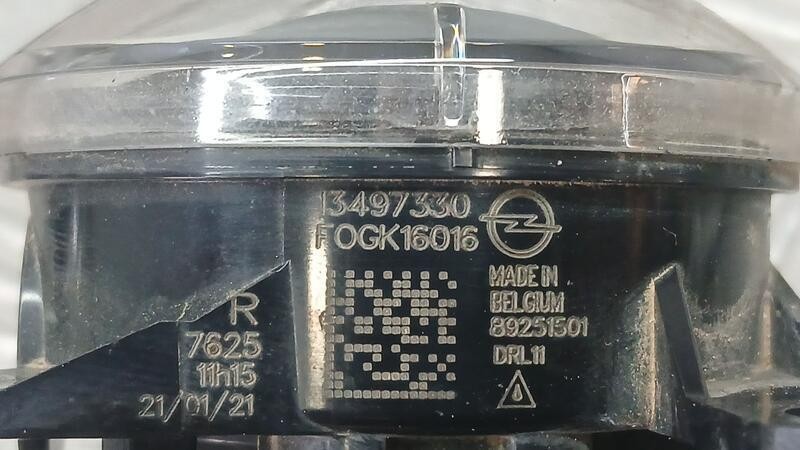 13497330
FOGK16016
MADE IN
BELGIUM
89251501
DRL11
R
7625
11h15
21/01/21